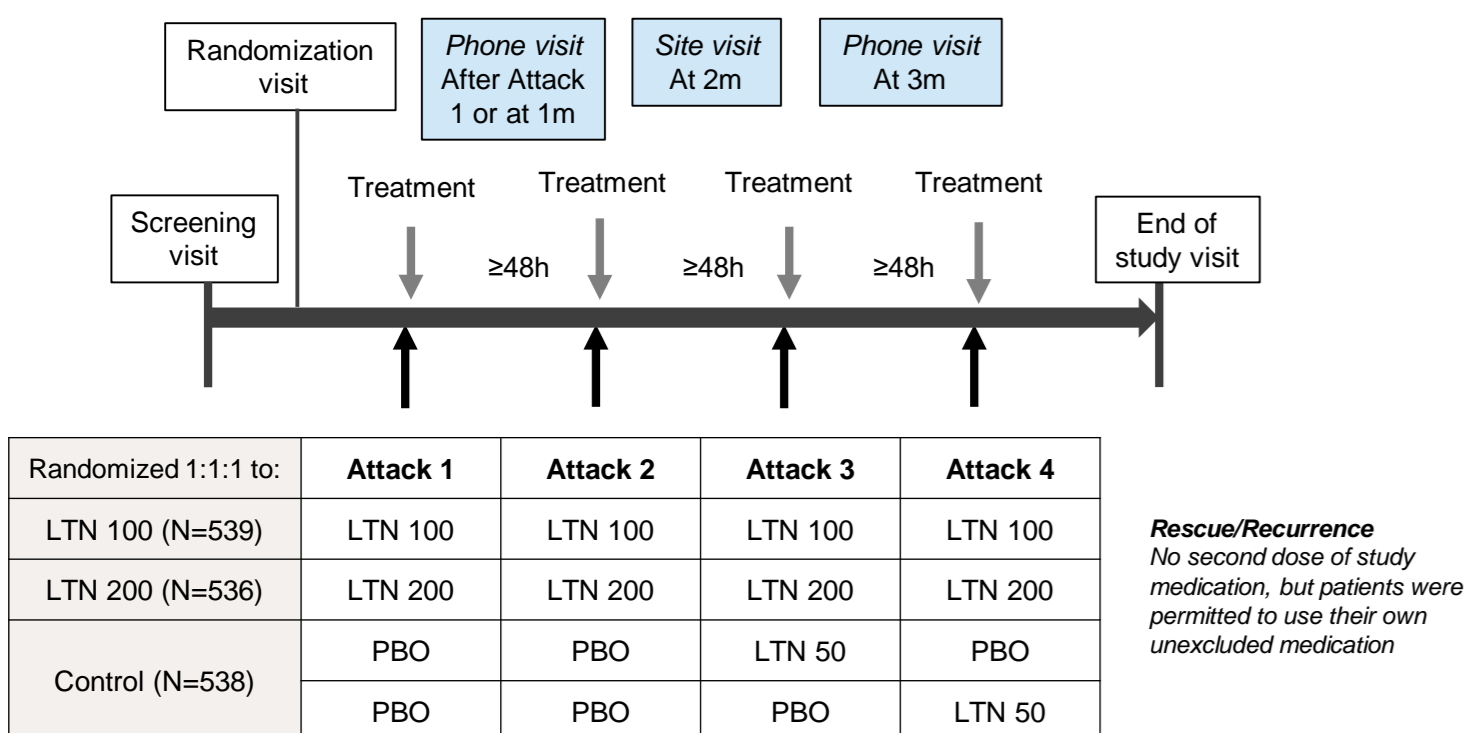 Randomization
visit
Phone visit
After Attack
1 or at 1m
Site visit
At 2m
Phone visit
At 3m
Screening
visit
Treatment
Treatment
Treatment
Treatment
End of
study visit
≥48h
≥48h
≥48h
Randomized 1:1:1 to: Attack 1 Attack 2 Attack 3 Attack 4
LTN 100 (N=539) LTN 100 LTN 100 LTN 100 LTN 100
LTN 200 (N=536) LTN 200 LTN 200 LTN 200 LTN 200
Control (N=538) PBO PBO LTN 50 PBO
PBO PBO PBO LTN 50
Rescue/Recurrence
No second dose of study
medication, but patients were
permitted to use their own
unexcluded medication